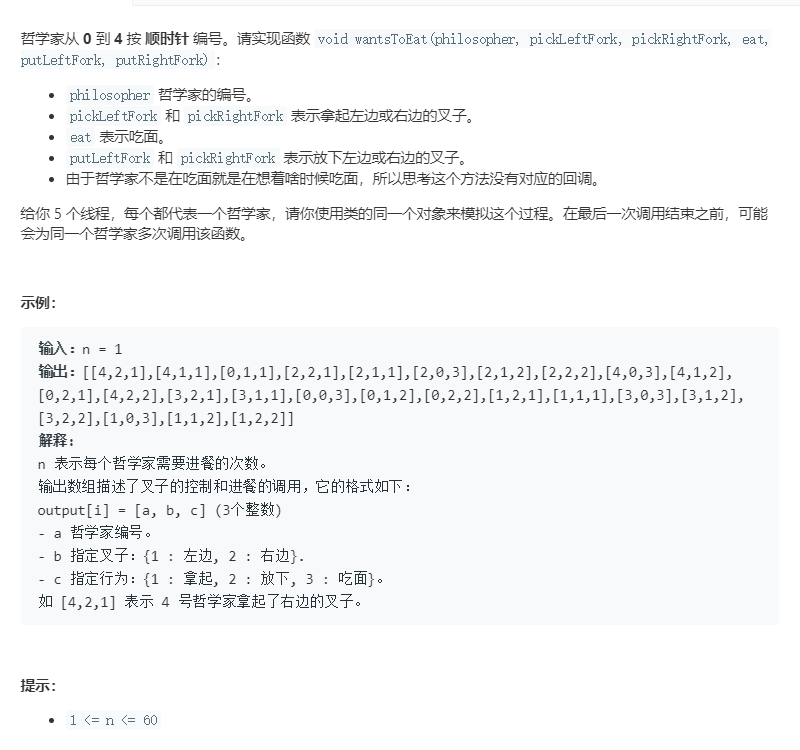 哲学家从 0 到 4 按 顺时针 编号。请实现函数 void wantsToEat(philosopher, pickLeftFork, pickRightFork, eat,
putLeftFork, putRightFork) :
• philosopher 哲学家的编号。
• pickLeftFork 和 pickRightFork 表示拿起左边或右边的叉子。
• eat 表示吃面。
• putLeftFork 和 pickRightFork 表示放下左边或右边的叉子。
• 由于哲学家不是在吃面就是在想着啥时候吃面，所以思考这个方法没有对应的回调。
给你 5 个线程，每个都代表一个哲学家，请你使用类的同一个对象来模拟这个过程。在最后一次调用结束之前，可能
会为同一个哲学家多次调用该函数。
示例：
输入：n = 1
输出：[[4,2,1],[4,1,1],[0,1,1],[2,2,1],[2,1,1],[2,0,3],[2,1,2],[2,2,2],[4,0,3],[4,1,2],
[0,2,1],[4,2,2],[3,2,1],[3,1,1],[0,0,3],[0,1,2],[0,2,2],[1,2,1],[1,1,1],[3,0,3],[3,1,2],
[3,2,2],[1,0,3],[1,1,2],[1,2,2]]
解释：
n 表示每个哲学家需要进餐的次数。
输出数组描述了叉子的控制和进餐的调用，它的格式如下：
output[i] = [a, b, c] (3个整数)
- a 哲学家编号。
- b 指定叉子：{1 : 左边, 2 : 右边}.
- c 指定行为：{1 : 拿起, 2 : 放下, 3 : 吃面}。
如 [4,2,1] 表示 4 号哲学家拿起了右边的叉子。
提示：
• 1 <= n <= 60